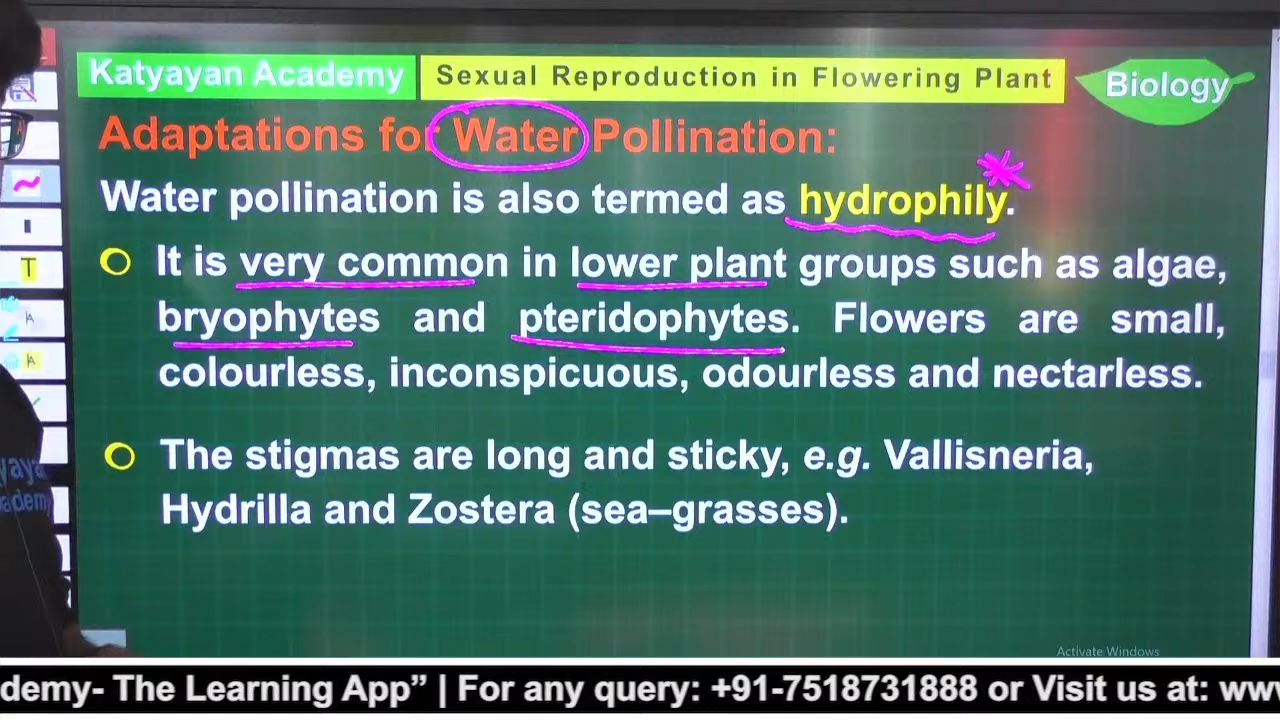 Katyayan Academy
Sexual Reproduction in Flowering Plant
Biology
Adaptations for Water Pollination:
Water pollination is also termed as hydrophily.
It is very common in lower plant groups such as algae,
bryophytes and pteridophytes. Flowers are small,
colourless, inconspicuous, odourless and nectarless.
The stigmas are long and sticky, e.g. Vallisneria,
Hydrilla and Zostera (sea–grasses).
T
A
A
Activate Windows
demy- The Learning App” | For any query: +91-7518731888 or Visit us at: www